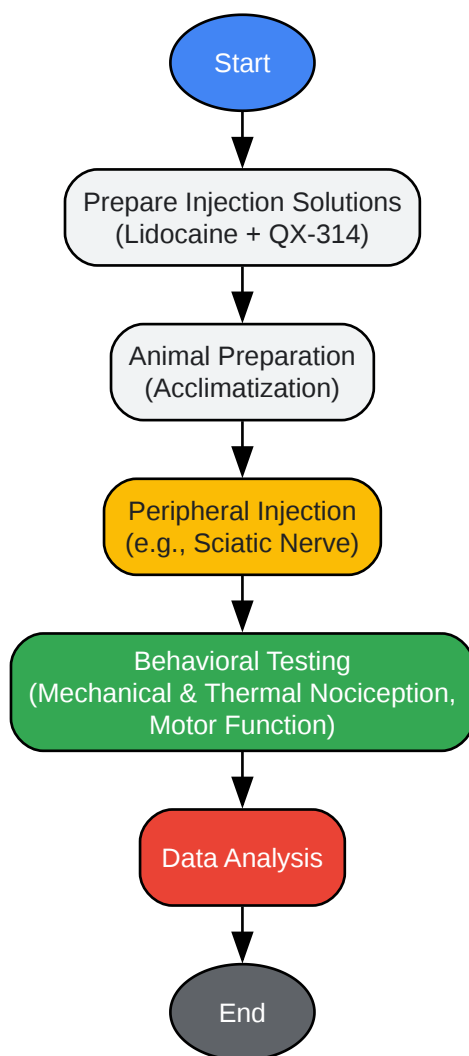 Start
Prepare Injection Solutions
(Lidocaine + QX-314)
Animal Preparation
(Acclimatization)
Peripheral Injection
(e.g., Sciatic Nerve)
Behavioral Testing
(Mechanical & Thermal Nociception,
Motor Function)
Data Analysis
End